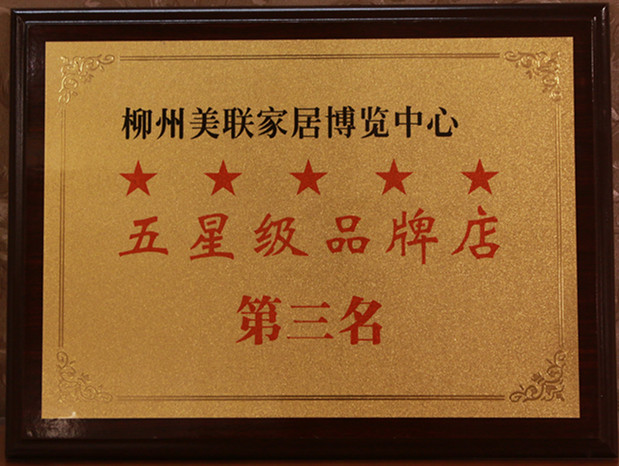 柳州美联家居博览中心
★ ★ ★ ★ ★
五星级品牌店
第三名